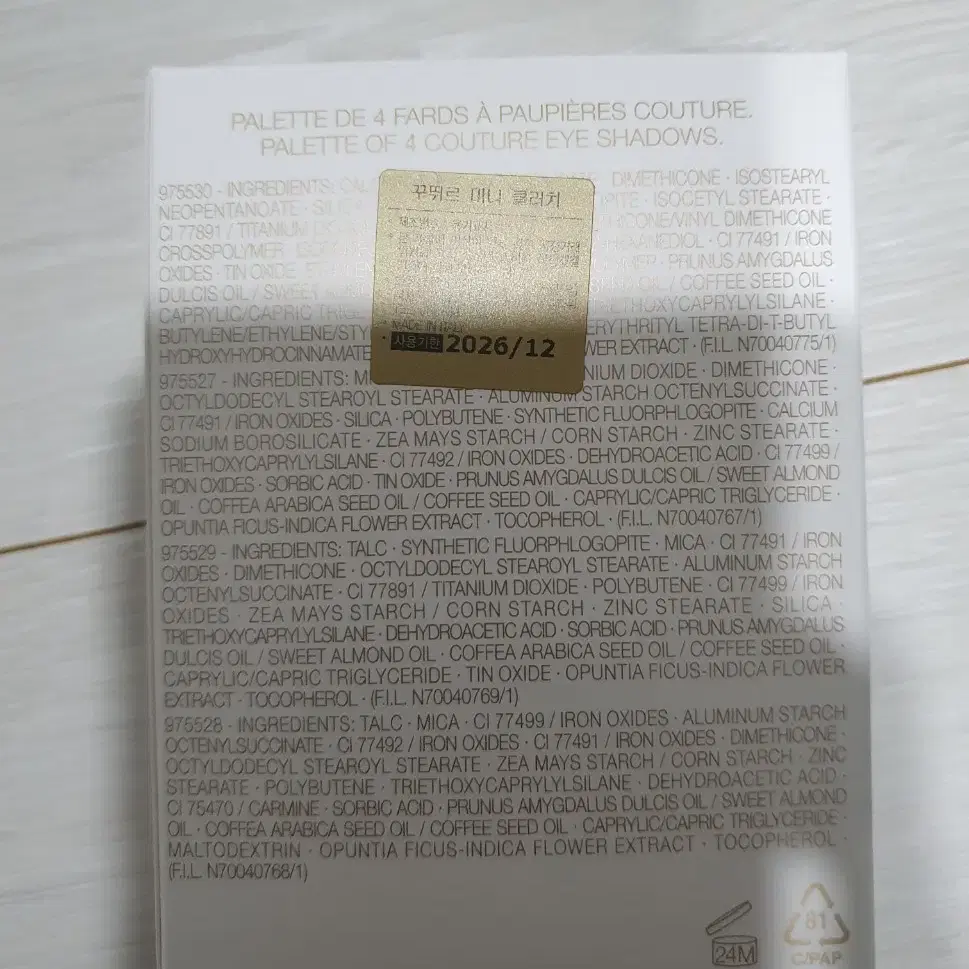 PALETTE DE 4 FARDS À PAUPIÈRES COUTURE.
PALETTE OF 4 COUTURE EYE SHADOWS.
975530 - INGREDIENTS: DIMETHICONE · ISOSTEARYL
NEOPENTANOATE · ISOCETYL STEARATE ·
CI 77891 / TITANIUM DIMETHICONE
CROSSPOLYMER · CI 77491 / IRON
OXIDES · TIN OXIDE · PRUNUS AMYGDALUS
DULCIS OIL / SWEET OIL / COFFEE SEED OIL ·
CAPRYLIC/CAPRIC
BUTYLENE/ETHYLENE/ TETRA-DI-T-BUTYL
HYDROXYHYDROCINNAMATE EXTRACT · (F.I.L. N70040775/1)
꾸뛰르 미니 클러치
MADE IN
사용기한 2026/12
975527 - INGREDIENTS: DIOXIDE · DIMETHICONE ·
OCTYLDODECYL STEAROYL STEARATE · ALUMINUM STARCH OCTENYLSUCCINATE ·
CI 77491 / IRON OXIDES · SILICA · POLYBUTENE · SYNTHETIC FLUORPHLOGOPITE · CALCIUM
SODIUM BOROSILICATE · ZEA MAYS STARCH / CORN STARCH · ZINC STEARATE ·
TRIETHOXYCAPRYLYLSILANE · CI 77492 / IRON OXIDES · DEHYDROACETIC ACID · CI 77499 /
IRON OXIDES · SORBIC ACID · TIN OXIDE · PRUNUS AMYGDALUS DULCIS OIL / SWEET ALMOND
OIL · COFFEA ARABICA SEED OIL / COFFEE SEED OIL · CAPRYLIC/CAPRIC TRIGLYCERIDE ·
OPUNTIA FICUS-INDICA FLOWER EXTRACT · TOCOPHEROL · (F.I.L. N70040767/1)
975529 - INGREDIENTS: TALC · SYNTHETIC FLUORPHLOGOPITE · MICA · CI 77491 / IRON
OXIDES · DIMETHICONE · OCTYLDODECYL STEAROYL STEARATE · ALUMINUM STARCH
OCTENYLSUCCINATE · CI 77891 / TITANIUM DIOXIDE · POLYBUTENE · CI 77499 / IRON
OXIDES · ZEA MAYS STARCH / CORN STARCH · ZINC STEARATE · SILICA ·
TRIETHOXYCAPRYLYLSILANE · DEHYDROACETIC ACID · SORBIC ACID · PRUNUS AMYGDALUS
DULCIS OIL / SWEET ALMOND OIL · COFFEA ARABICA SEED OIL / COFFEE SEED OIL ·
CAPRYLIC/CAPRIC TRIGLYCERIDE · TIN OXIDE · OPUNTIA FICUS-INDICA FLOWER
EXTRACT · TOCOPHEROL · (F.I.L. N70040769/1)
975528 - INGREDIENTS: TALC · MICA · CI 77499 / IRON OXIDES · ALUMINUM STARCH
OCTENYLSUCCINATE · CI 77492 / IRON OXIDES · CI 77491 / IRON OXIDES · DIMETHICONE ·
OCTYLDODECYL STEAROYL STEARATE · ZEA MAYS STARCH / CORN STARCH · ZINC
STEARATE · POLYBUTENE · TRIETHOXYCAPRYLYLSILANE · DEHYDROACETIC ACID ·
CI 75470 / CARMINE · SORBIC ACID · PRUNUS AMYGDALUS DULCIS OIL / SWEET ALMOND
OIL · COFFEA ARABICA SEED OIL / COFFEE SEED OIL · CAPRYLIC/CAPRIC TRIGLYCERIDE ·
MALTODEXTRIN · OPUNTIA FICUS-INDICA FLOWER EXTRACT · TOCOPHEROL ·
(F.I.L. N70040768/1)
24M
81
C/PAP